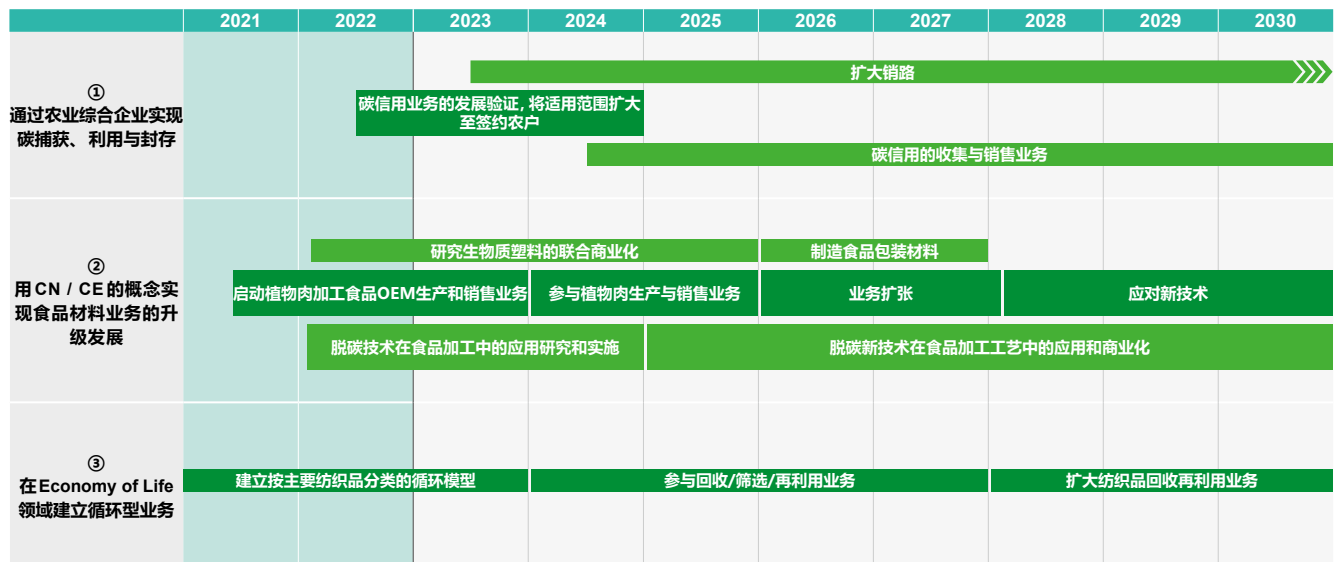 2021 2022 2023 2024 2025 2026 2027 2028 2029 2030
①
通过农业综合企业实现
碳捕获、利用与封存
扩大销路
碳信用业务的发展验证，将适用范围扩大
至签约农户
碳信用的收集与销售业务
②
用CN / CE的概念实
现食品材料业务的升
级发展
研究生物质塑料的联合商业化 制造食品包装材料
启动植物肉加工食品OEM生产和销售业务 参与植物肉生产与销售业务 业务扩张 应对新技术
脱碳技术在食品加工中的应用研究和实施 脱碳新技术在食品加工工艺中的应用和商业化
③
在Economy of Life
领域建立循环型业务
建立按主要纺织品分类的循环模型 参与回收/筛选/再利用业务 扩大纺织品回收再利用业务